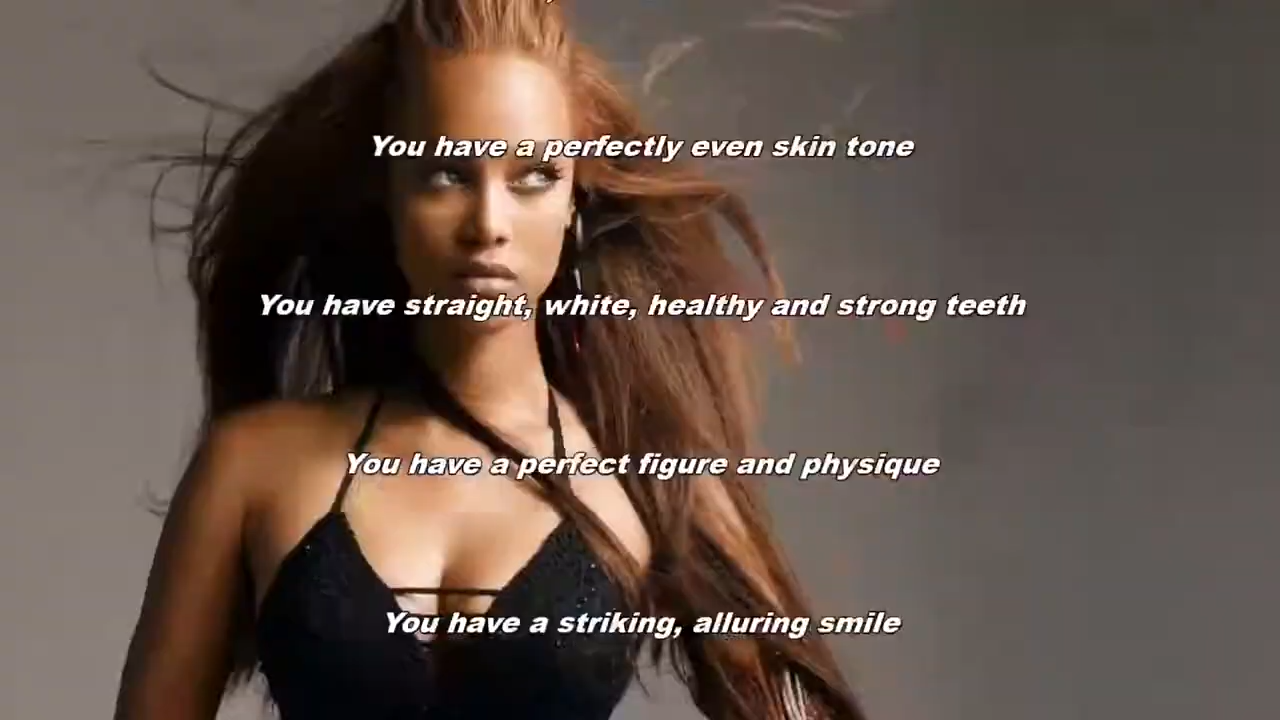 You have a perfectly even skin tone
You have straight, white, healthy and strong teeth
You have a perfect figure and physique
You have a striking, alluring smile